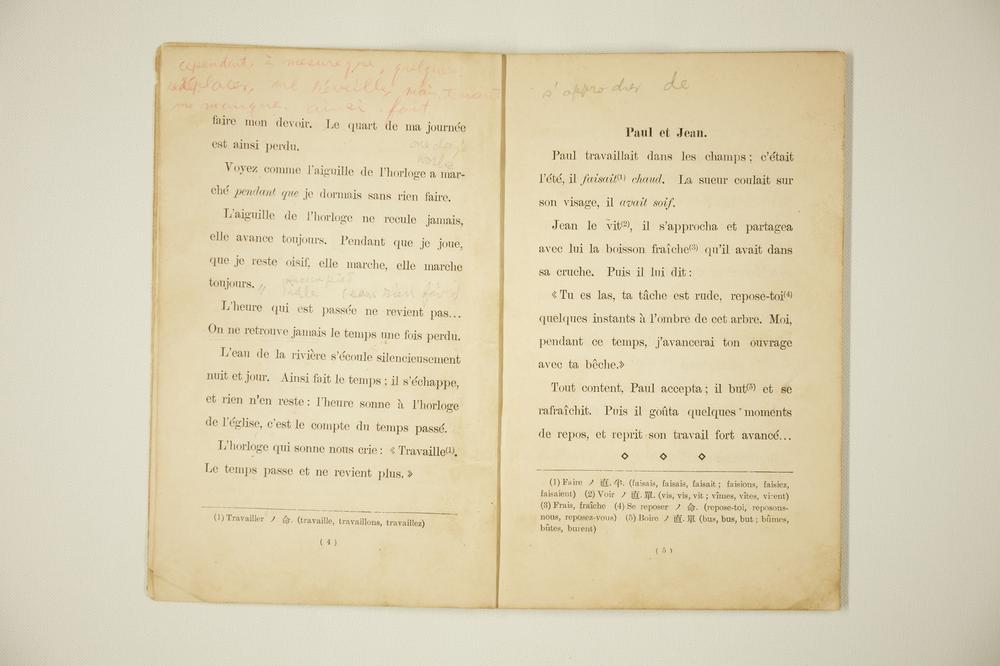 cependant, à mesure que, quelque
me réveille, maintenant
me manque. ainsi fait
faire mon devoir. Le quart de ma journée
est ainsi perdu.
Voyez comme l'aiguille de l'horloge a mar-
ché pendant que je dormais sans rien faire.
L'aiguille de l'horloge ne recule jamais,
elle avance toujours. Pendant que je joue,
que je reste oisif, elle marche, elle marche
toujours.
L'heure qui est passée ne revient pas...
On ne retrouve jamais le temps une fois perdu.
L'eau de la rivière s'écoule silencieusement
nuit et jour. Ainsi fait le temps ; il s'échappe,
et rien n'en reste : l'heure sonne à l'horloge
de l'église, c'est le compte du temps passé.
L'horloge qui sonne nous crie : « Travaille(1).
Le temps passe et ne revient plus. »
(1) Travailler ノ 命. (travaille, travaillons, travaillez)
( 4 )
s'approcher de
Paul et Jean.
Paul travaillait dans les champs ; c'était
l'été, il faisait(1) chaud. La sueur coulait sur
son visage, il avait soif.
Jean le vit(2), il s'approcha et partagea
avec lui la boisson fraîche(3) qu'il avait dans
sa cruche. Puis il lui dit :
« Tu es las, ta tâche est rude, repose-toi(4)
quelques instants à l'ombre de cet arbre. Moi,
pendant ce temps, j'avancerai ton ouvrage
avec ta bêche.»
Tout content, Paul accepta ; il but(5) et se
rafraîchit. Puis il goûta quelques moments
de repos, et reprit son travail fort avancé...
(1) Faire ノ 直. 半. (faisais, faisais, faisait ; faisions, faisiez,
faisaient) (2) Voir ノ 直. 單. (vis, vis, vit ; vîmes, vîtes, virent)
(3) Frais, fraîche (4) Se reposer ノ 命. (repose-toi, reposons-
nous, reposez-vous) (5) Boire ノ 直. 單 (bus, bus, but ; bûmes,
bûtes, burent)
( 5 )